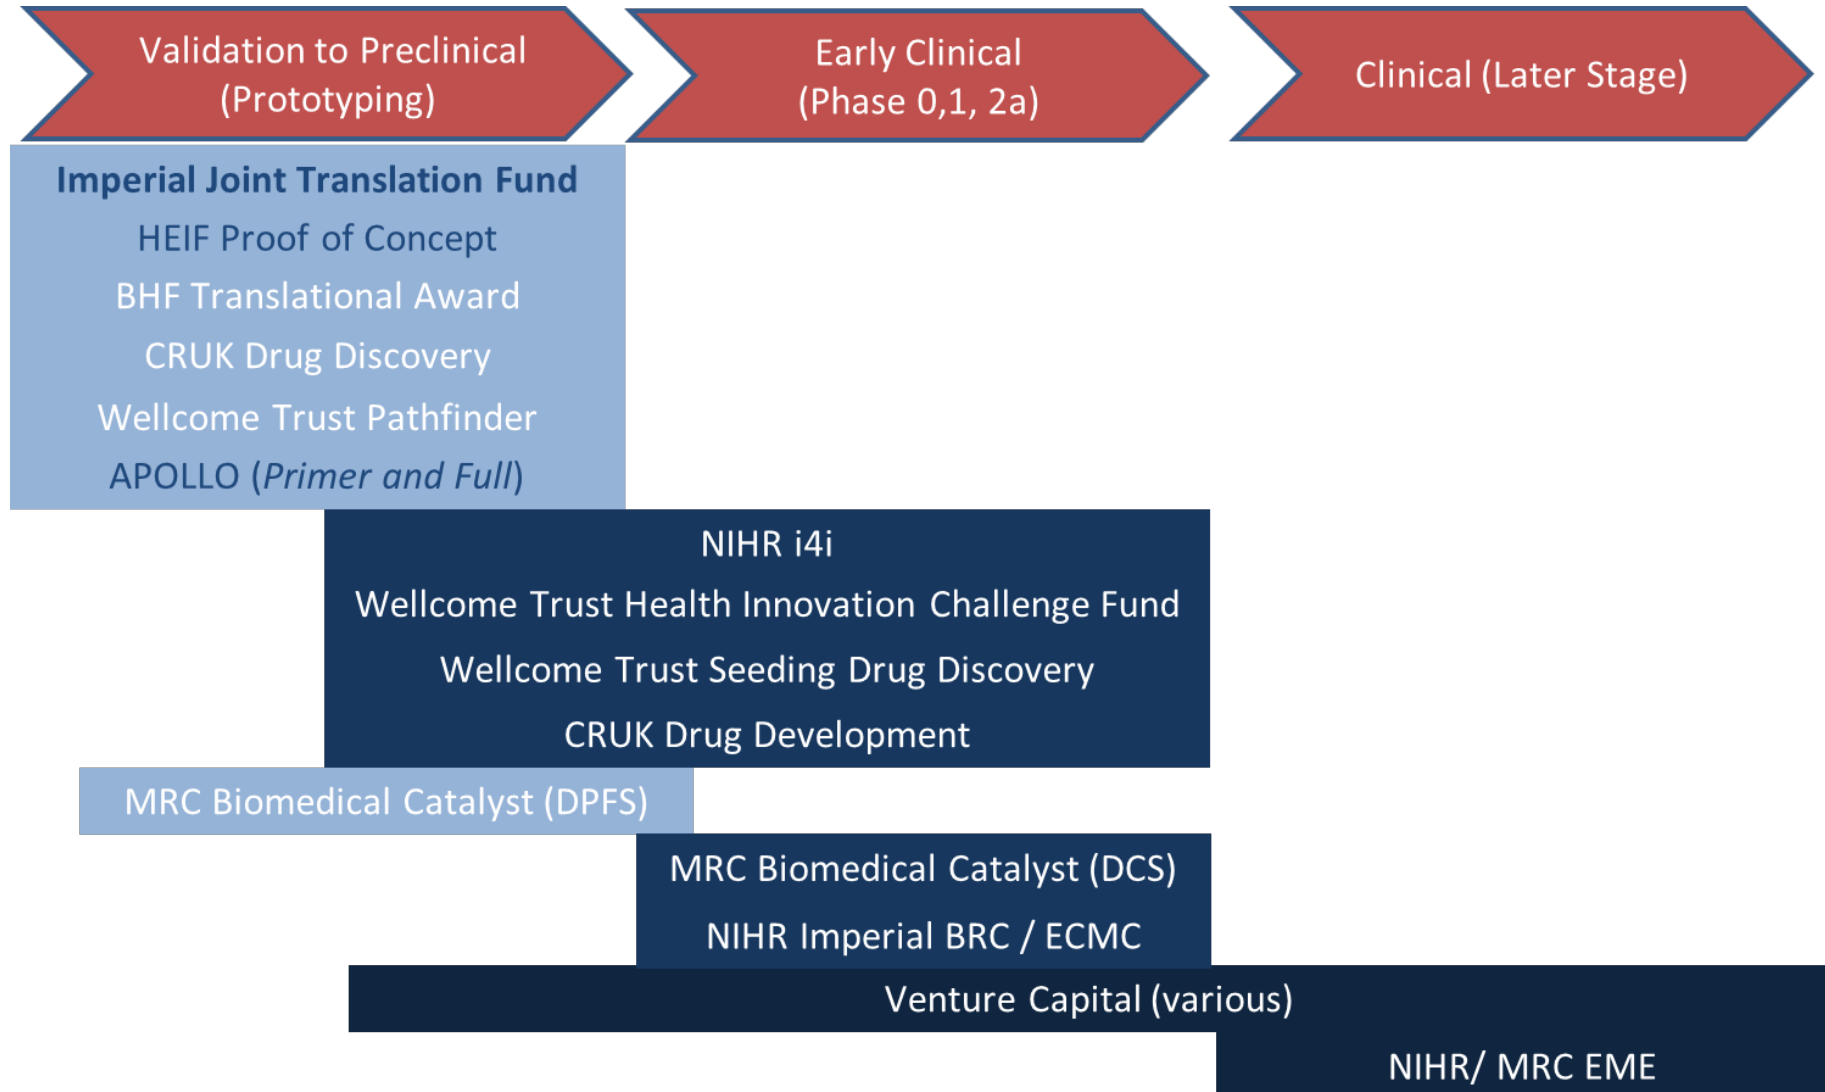 Validation to Preclinical
(Prototyping)
Early Clinical
(Phase 0,1, 2a)
Clinical (Later Stage)
Imperial Joint Translation Fund
HEIF Proof of Concept
BHF Translational Award
CRUK Drug Discovery
Wellcome Trust Pathfinder
APOLLO (Primer and Full)
NIHR i4i
Wellcome Trust Health Innovation Challenge Fund
Wellcome Trust Seeding Drug Discovery
CRUK Drug Development
MRC Biomedical Catalyst (DPFS)
MRC Biomedical Catalyst (DCS)
NIHR Imperial BRC / ECMC
Venture Capital (various)
NIHR/ MRC EME